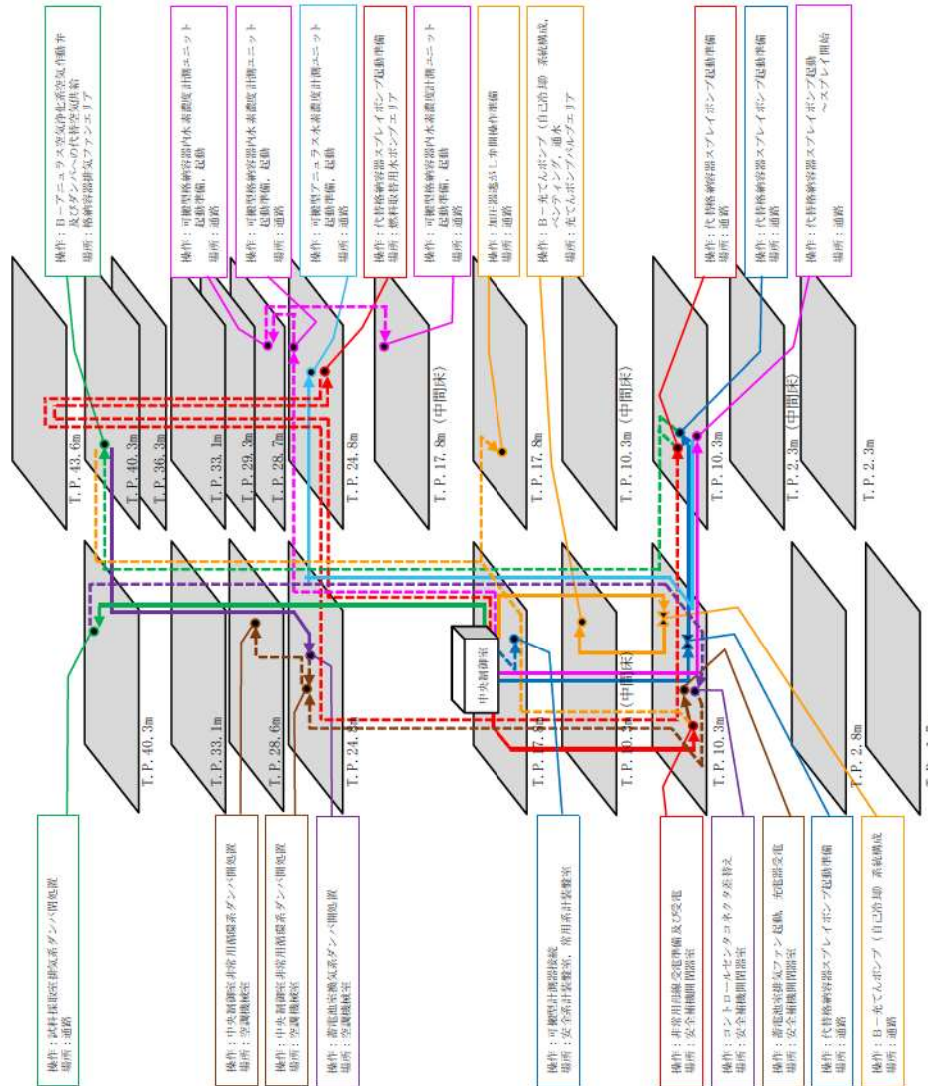 操作：B－アニュラス空気浄化系空気作動弁
及びダンパへの代替空気供給
場所：格納容器排気ファンエリア
操作：可搬型格納容器内水素濃度計測ユニット
起動準備，起動
場所：通路
操作：可搬型格納容器内水素濃度計測ユニット
起動準備，起動
場所：通路
操作：可搬型アニュラス水素濃度計測ユニット
起動準備，起動
場所：通路
操作：代替格納容器スプレイポンプ起動準備
場所：燃料取替用水ポンプエリア
操作：可搬型格納容器内水素濃度計測ユニット
起動準備，起動
場所：通路
操作：加圧器逃がし弁開操作準備
場所：通路
操作：B－充てんポンプ（自己冷却）系統構成，
ベンティング，通水
場所：充てんポンプバルブエリア
操作：代替格納容器スプレイポンプ起動準備
場所：通路
操作：代替格納容器スプレイポンプ起動準備
場所：通路
操作：代替格納容器スプレイポンプ起動
～スプレイ開始
場所：通路
T.P.43.6m
T.P.40.3m
T.P.36.3m
T.P.33.1m
T.P.29.3m
T.P.28.7m
T.P.24.8m
T.P.17.8m（中間床）
T.P.17.8m
T.P.10.3m（中間床）
T.P.10.3m
T.P.2.3m（中間床）
T.P.2.3m
T.P.40.3m
T.P.33.1m
T.P.28.6m
T.P.24.8m
中央制御室
T.P.17.8m
T.P.10.3m（中間床）
T.P.10.3m
T.P.2.8m
操作：試料採取室排気系ダンパ閉処置
場所：通路
操作：中央制御室非常用循環系ダンパ開処置
場所：空調機械室
操作：中央制御室非常用循環系ダンパ開処置
場所：空調機械室
操作：蓄電池室換気系ダンパ開処置
場所：空調機械室
操作：可搬型計測器接続
場所：安全系計装盤室，常用系計装盤室
操作：非常用母線受電準備及び受電
場所：安全補機開閉器室
操作：コントロールセンタコネクタ差替え
場所：安全補機開閉器室
操作：蓄電池室排気ファン起動，充電器受電
場所：安全補機開閉器室
操作：代替格納容器スプレイポンプ起動準備
場所：通路
操作：B－充てんポンプ（自己冷却）系統構成
場所：通路